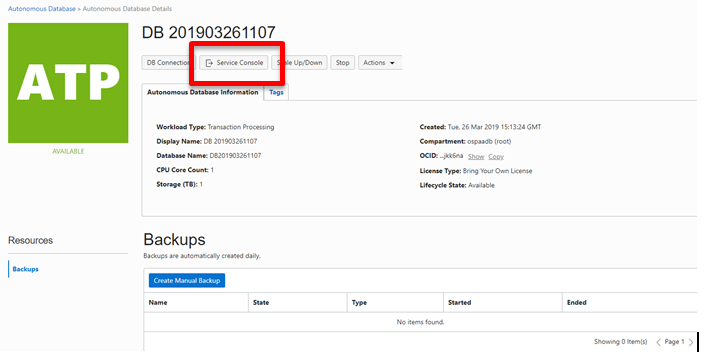 Autonomous Database » Autonomous Database Details
ATP
AVAILABLE
DB 201903261107
DB Connection Service Console Scale Up/Down Stop Actions
Autonomous Database Information Tags
Workload Type: Transaction Processing
Display Name: DB 201903261107
Database Name: DB201903261107
CPU Core Count: 1
Storage (TB): 1
Created: Tue, 26 Mar 2019 15:13:24 GMT
Compartment: ospaadb (root)
OCID: ...jkk6na Show Copy
License Type: Bring Your Own License
Lifecycle State: Available
Resources
Backups
Backups
Backups are automatically created daily.
Create Manual Backup
Name State Type Started Ended
No items found.
Showing 0 Item(s) Page 1